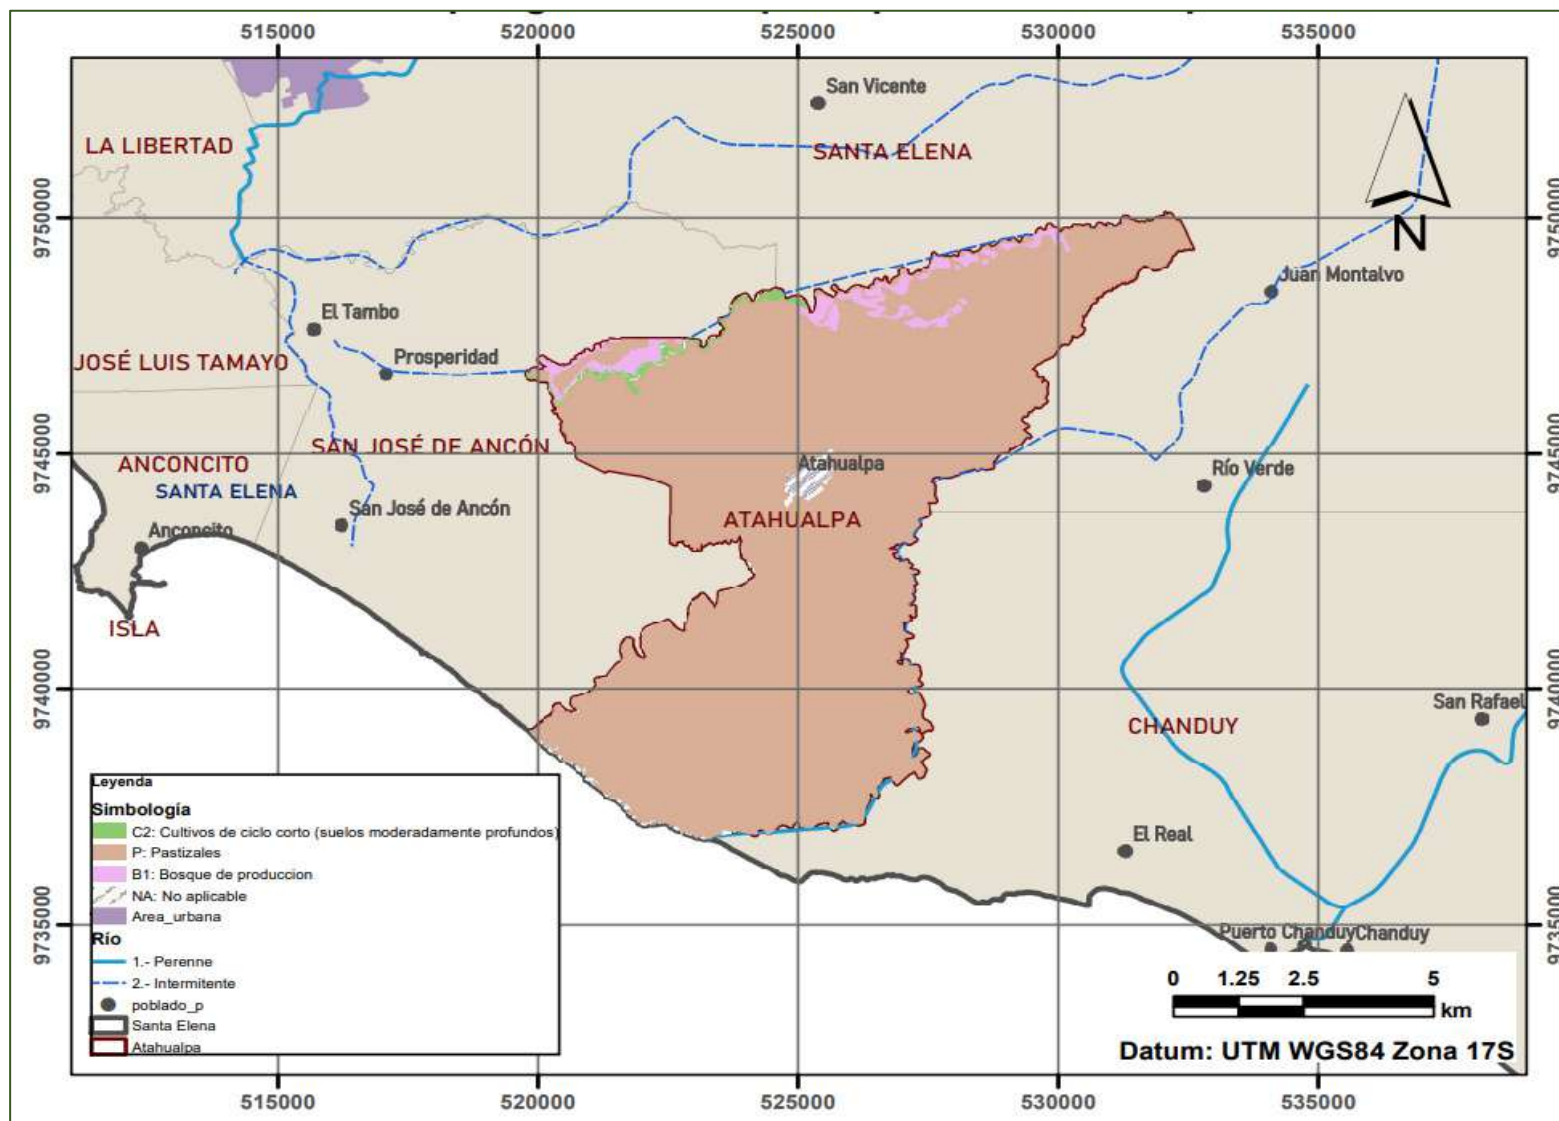 515000 520000 525000 530000 535000
San Vicente
LA LIBERTAD
SANTA ELENA
9750000
9750000
N
Juan Montalvo
El Tambo
Prosperidad
JOSÉ LUIS TAMAYO
SAN JOSÉ DE ANCÓN
9745000
9745000
ANCONCITO
Atahualpa
Río Verde
SANTA ELENA
San José de Ancón
ATAHUALPA
Anconcito
ISLA
9740000
9740000
San Rafael
CHANDUY
Leyenda
Simbología
C2: Cultivos de ciclo corto (suelos moderadamente profundos)
P: Pastizales
B1: Bosque de produccion
NA: No aplicable
Area_urbana
Río
1.- Perenne
2.- Intermitente
poblado_p
Santa Elena
Atahualpa
El Real
9735000
9735000
Puerto Chanduy
Chanduy
0 1.25 2.5 5
km
Datum: UTM WGS84 Zona 17S
515000 520000 525000 530000 535000